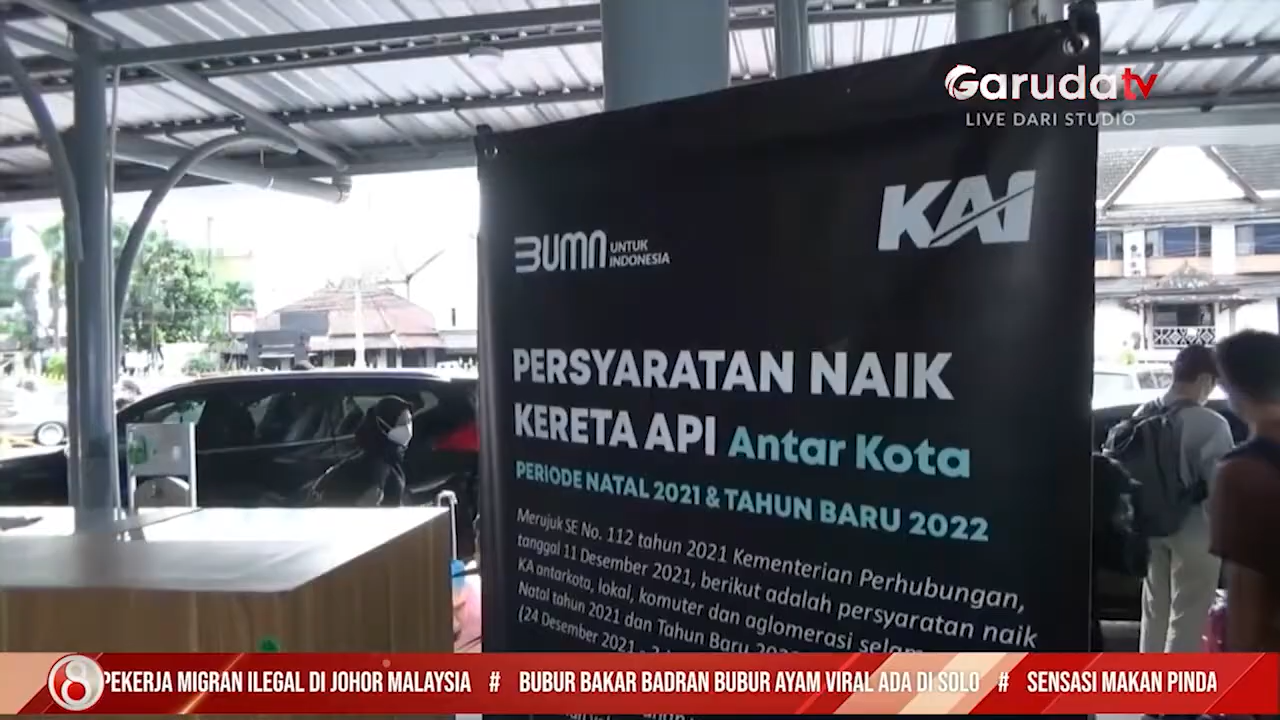 Garudatv
LIVE DARI STUDIO
KAI
BUMN UNTUK
INDONESIA
PERSYARATAN NAIK
KERETA API Antar Kota
PERIODE NATAL 2021 & TAHUN BARU 2022
Merujuk SE No. 112 tahun 2021 Kementerian Perhubungan,
tanggal 11 Desember 2021, berikut adalah persyaratan naik
KA antarkota, lokal, komuter dan aglomerasi selam
Natal tahun 2021 dan Tahun Baru
(24 Desember 2021 -
8 PEKERJA MIGRAN ILEGAL DI JOHOR MALAYSIA # BUBUR BAKAR BADRAN BUBUR AYAM VIRAL ADA DI SOLO # SENSASI MAKAN PINDA